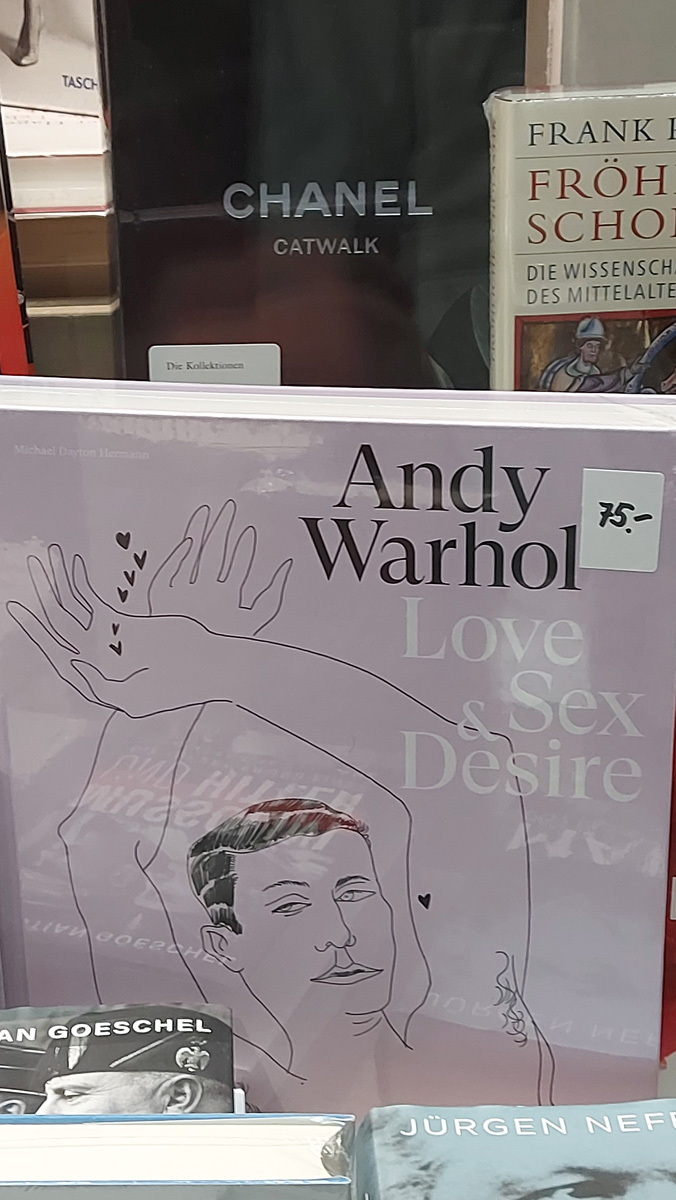 TASCH
CHANEL
CATWALK
Die Kollektionen
FRANK
FRÖH
SCHO
DIE WISSENSCHA
DES MITTELALTE
Michael Dayton Hermann
Andy
Warhol
75.-
Love
& Sex
Desire
AN GOESCHEL
JÜRGEN NEFF